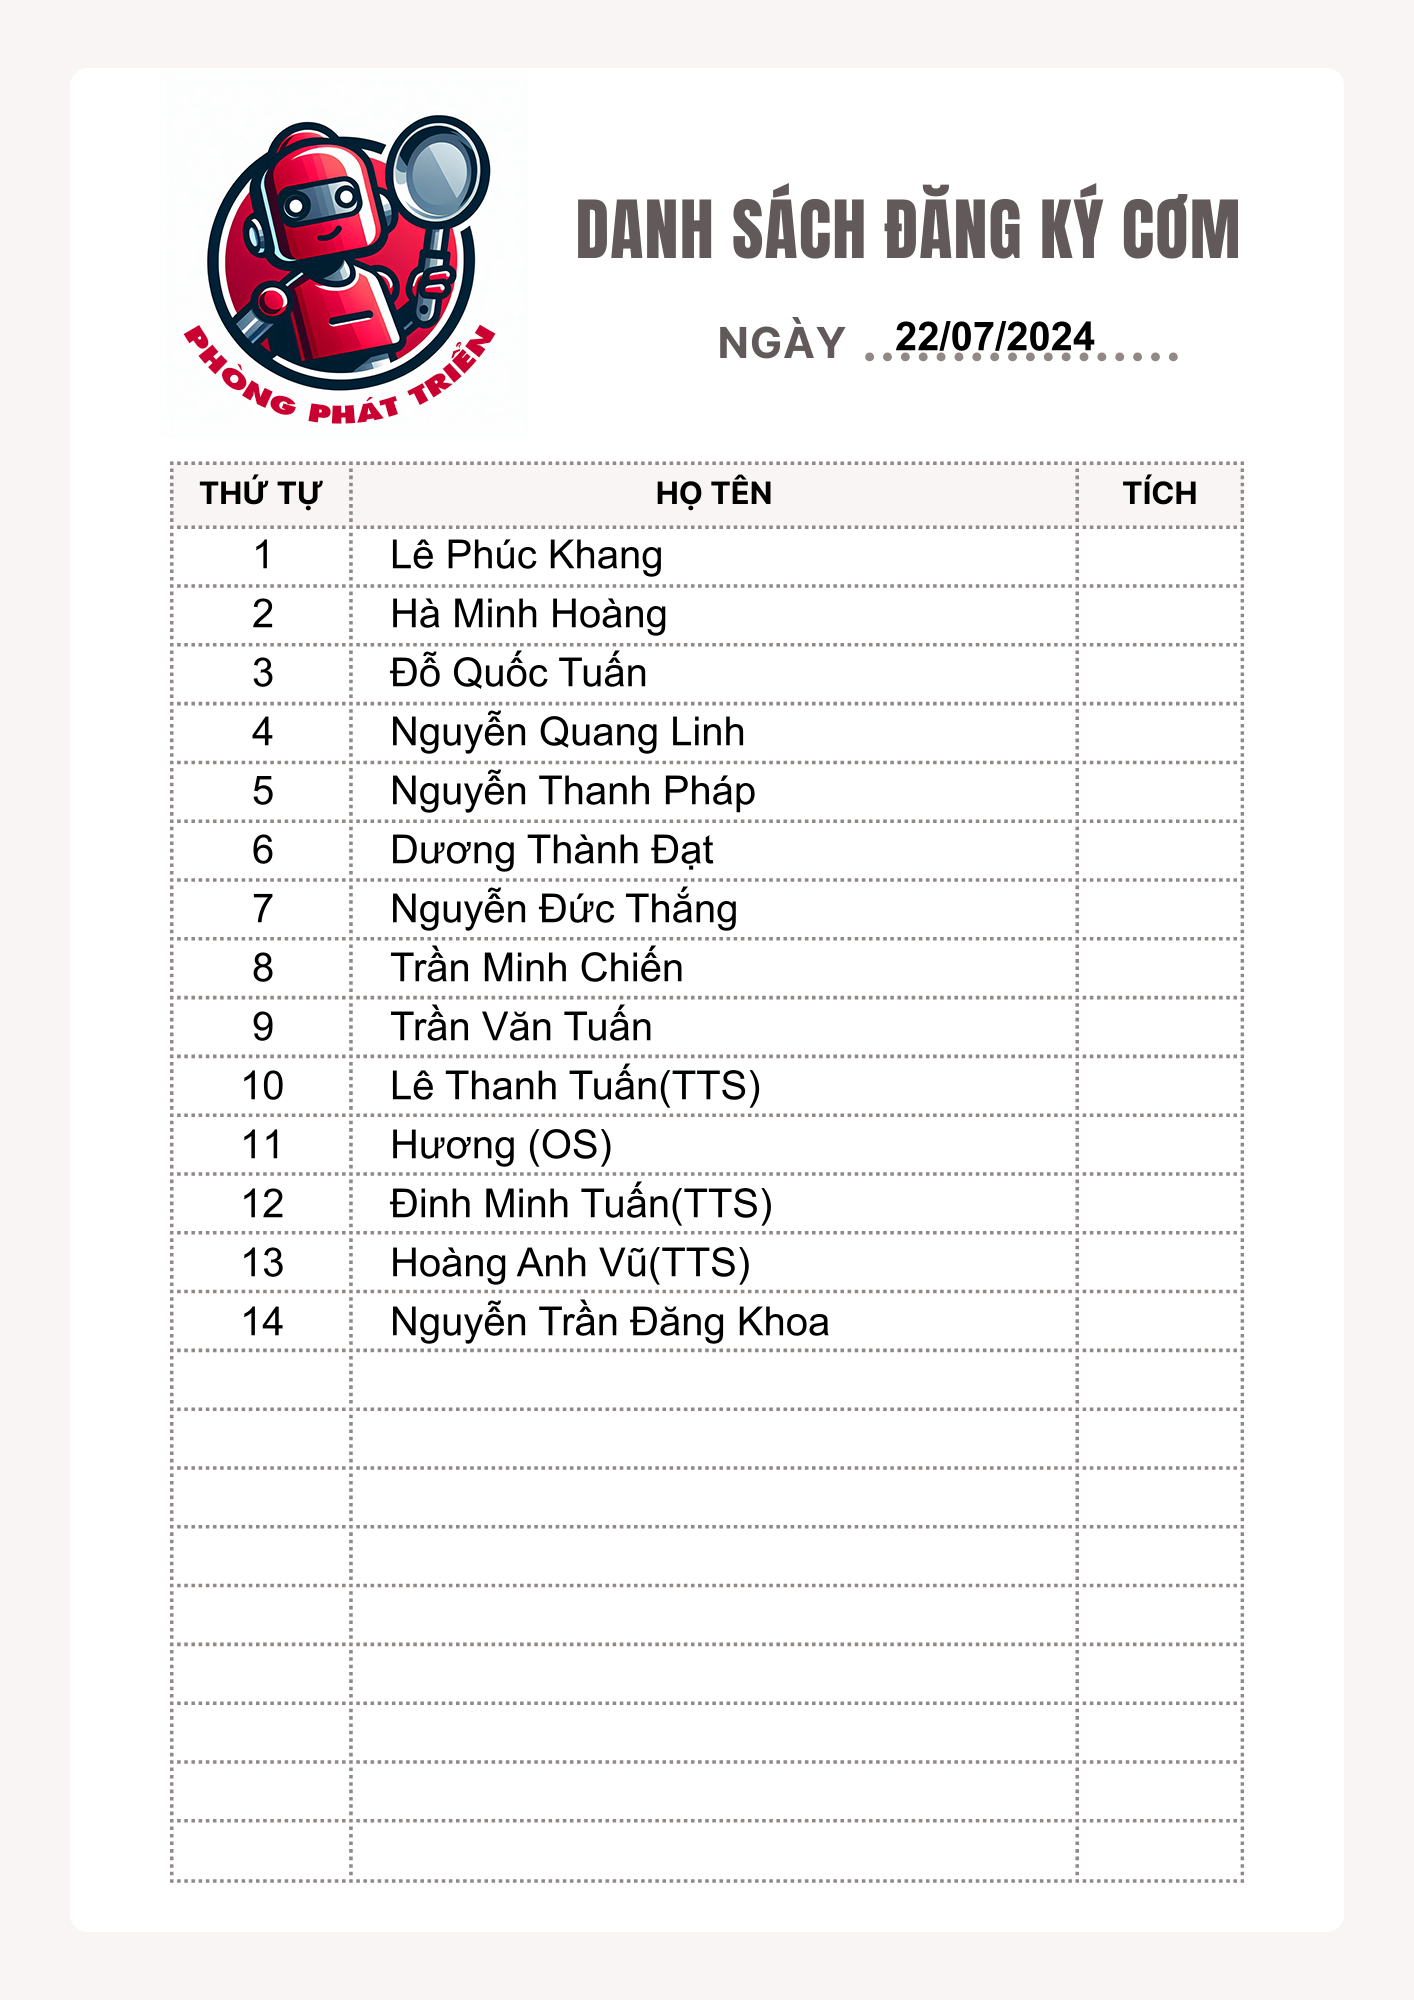 PHÒNG PHÁT TRIỂN
DANH SÁCH ĐĂNG KÝ CƠM
NGÀY 22/07/2024
THỨ TỰ HỌ TÊN TÍCH
1 Lê Phúc Khang
2 Hà Minh Hoàng
3 Đỗ Quốc Tuấn
4 Nguyễn Quang Linh
5 Nguyễn Thanh Pháp
6 Dương Thành Đạt
7 Nguyễn Đức Thắng
8 Trần Minh Chiến
9 Trần Văn Tuấn
10 Lê Thanh Tuấn(TTS)
11 Hương (OS)
12 Đinh Minh Tuấn(TTS)
13 Hoàng Anh Vũ(TTS)
14 Nguyễn Trần Đăng Khoa